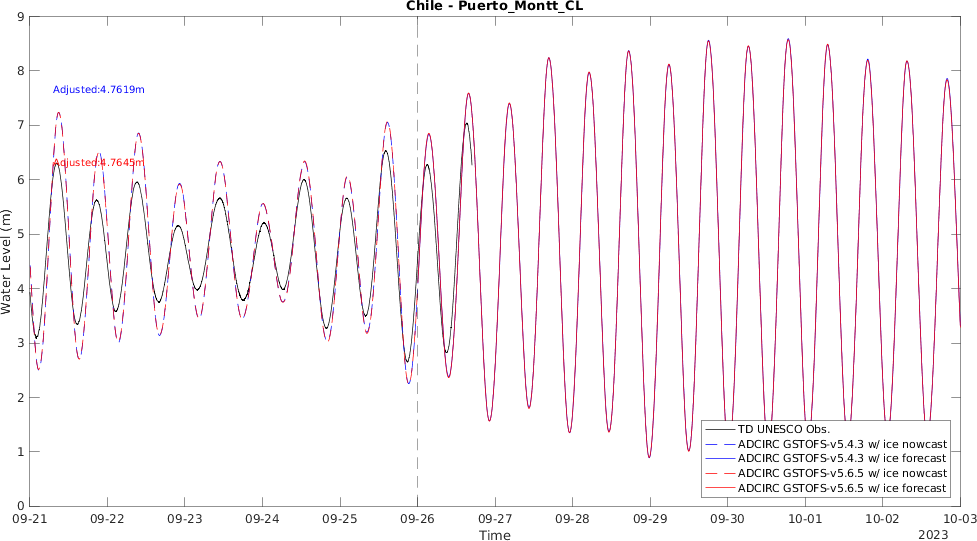 Chile - Puerto_Montt_CL
9
8
7
6
5
4
3
2
1
0
Water Level (m)
Adjusted:4.7619m
Adjusted:4.7645m
TD UNESCO Obs.
ADCIRC GSTOFS-v5.4.3 w/ ice nowcast
ADCIRC GSTOFS-v5.4.3 w/ ice forecast
ADCIRC GSTOFS-v5.6.5 w/ ice nowcast
ADCIRC GSTOFS-v5.6.5 w/ ice forecast
09-21 09-22 09-23 09-24 09-25 09-26 09-27 09-28 09-29 09-30 10-01 10-02 10-03
Time
2023